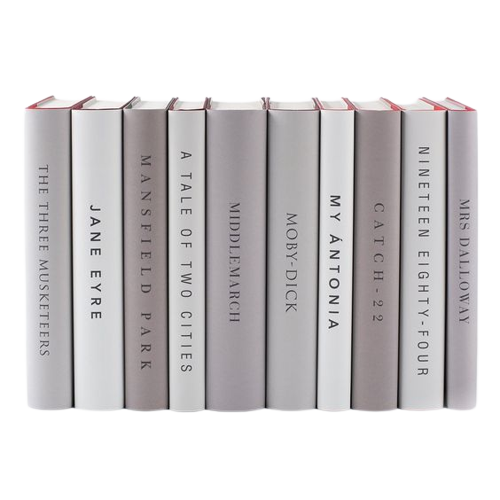 THE THREE MUSKETEERS
JANE EYRE
MANSFIELD PARK
A TALE OF TWO CITIES
MIDDLEMARCH
MOBY-DICK
MY ÁNTONIA
CATCH-22
NINETEEN EIGHTY-FOUR
MRS DALLOWAY